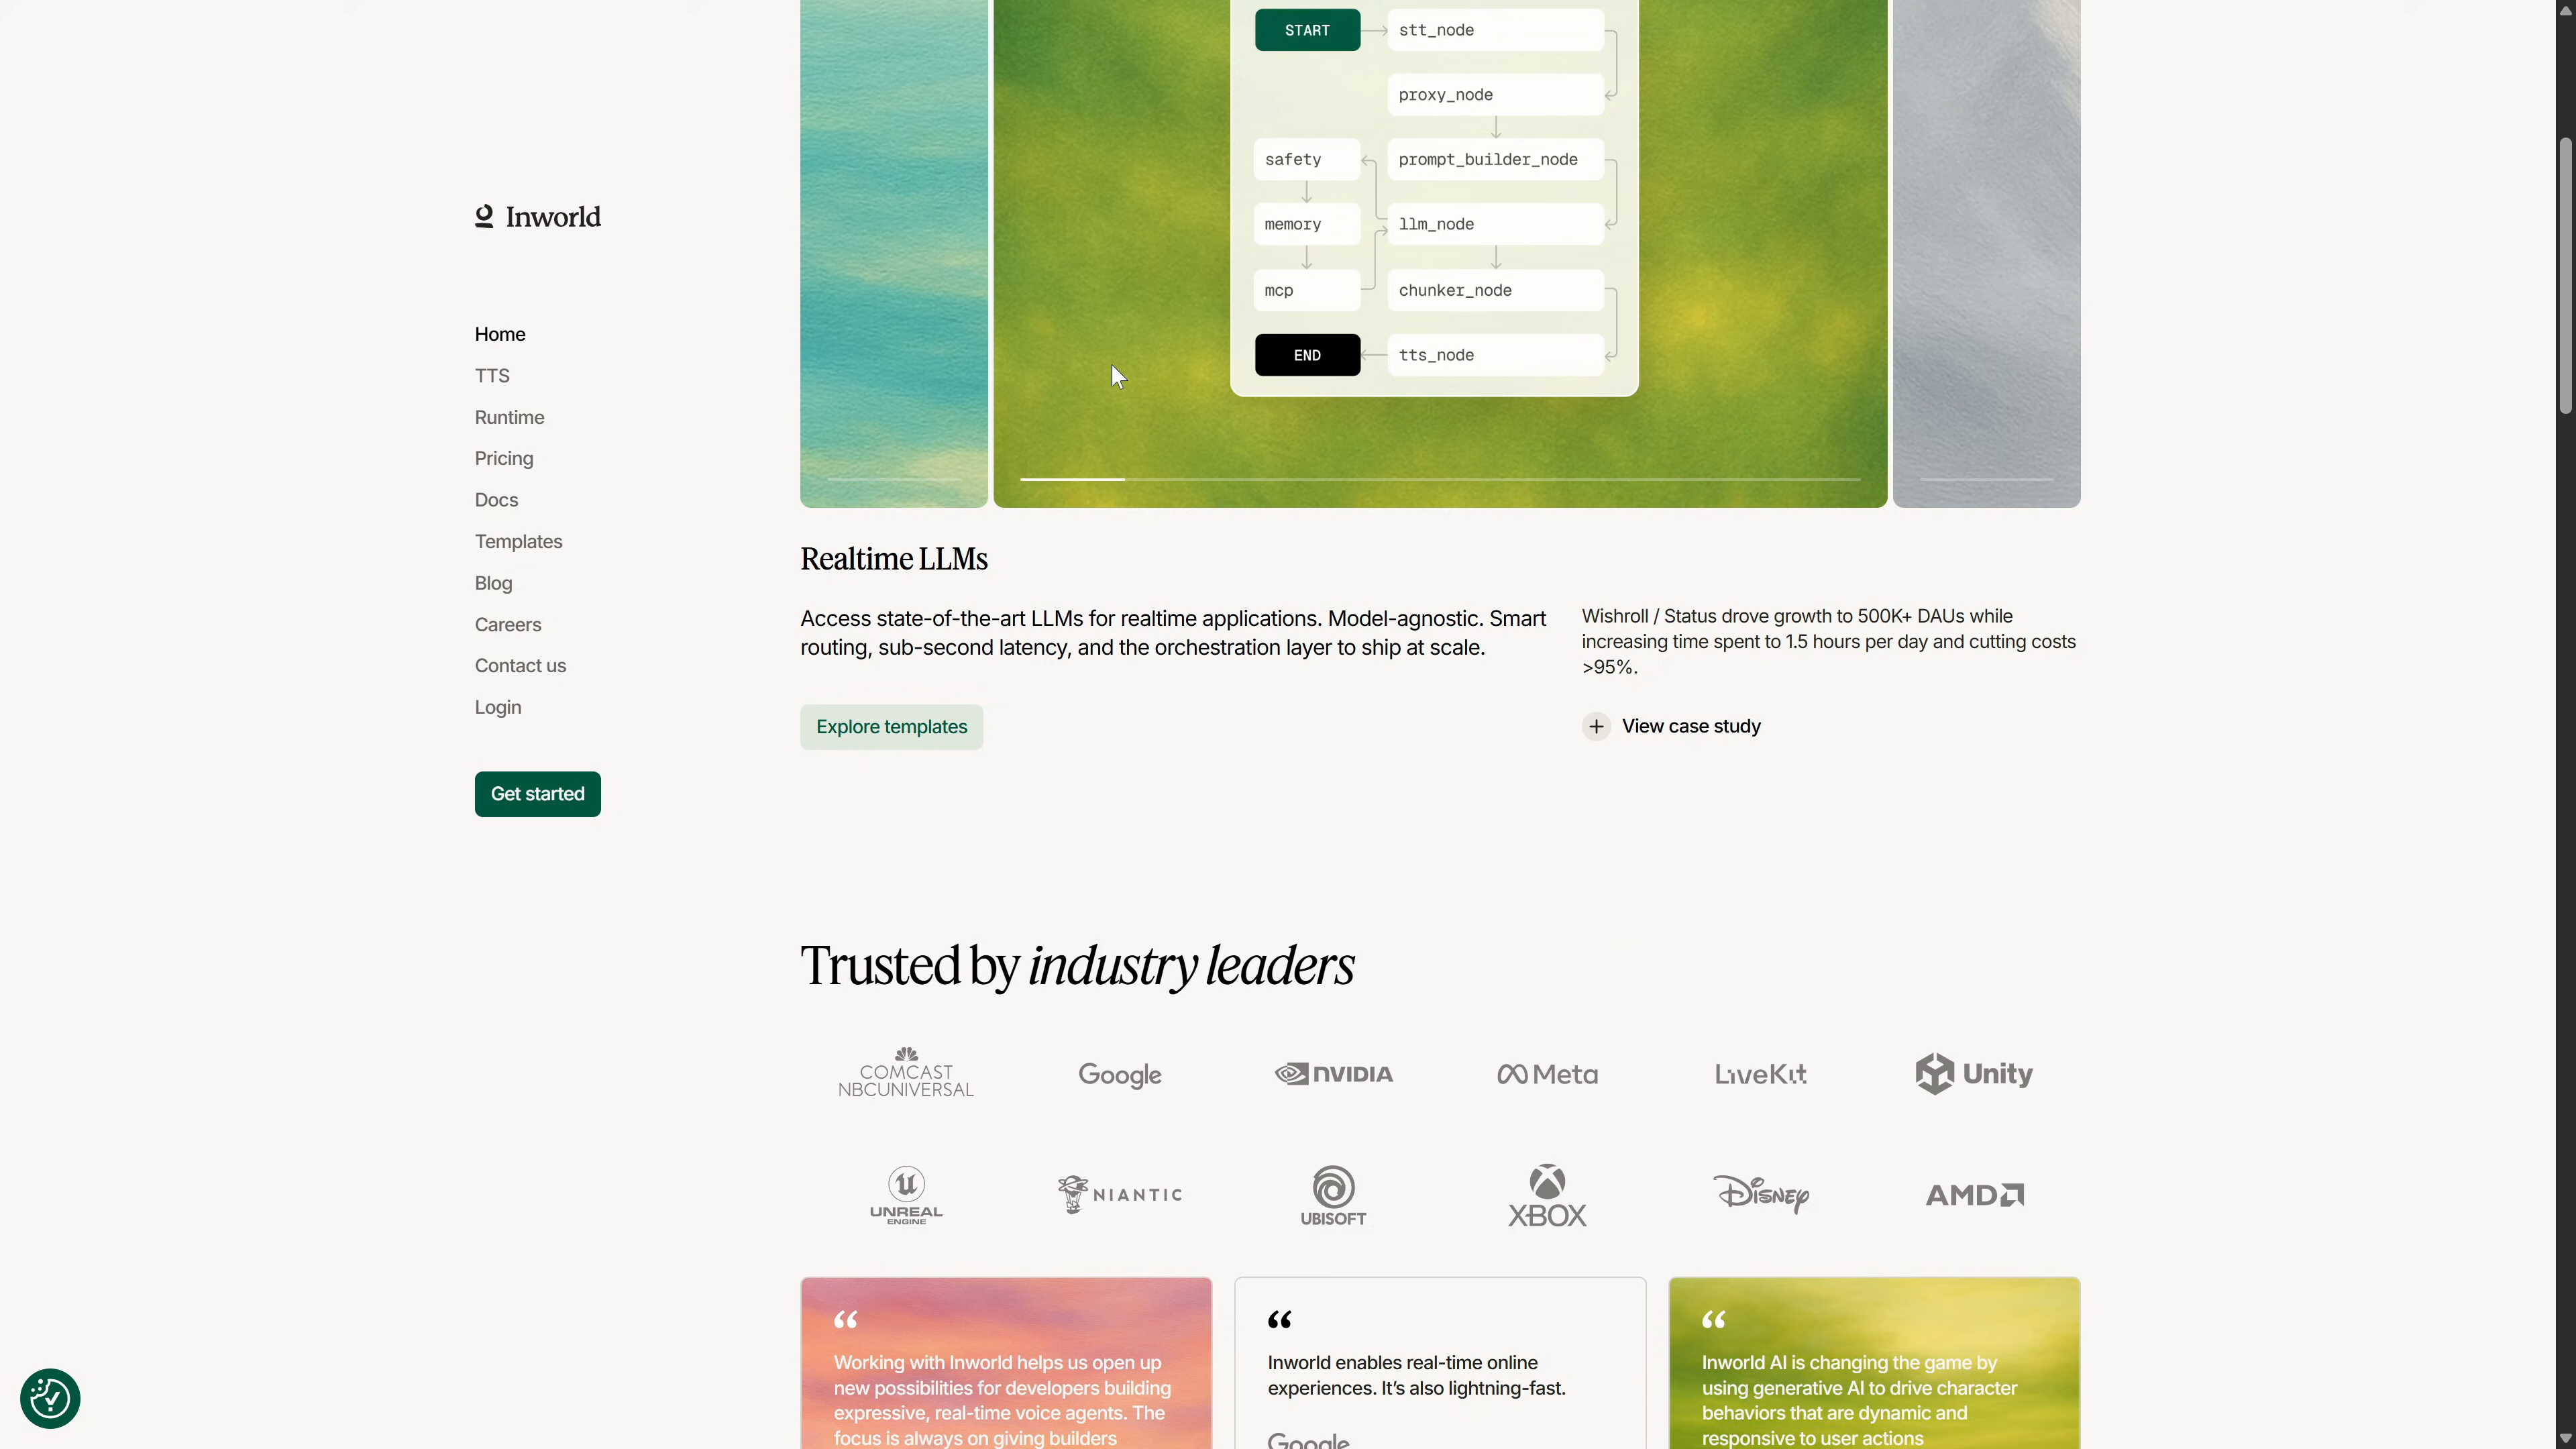 Inworld
Home
TTS
Runtime
Pricing
Docs
Templates
Blog
Careers
Contact us
Login
Get started
START
stt_node
proxy_node
safety
prompt_builder_node
memory
llm_node
mcp
chunker_node
END
tts_node
Realtime LLMs
Access state-of-the-art LLMs for realtime applications. Model-agnostic. Smart
routing, sub-second latency, and the orchestration layer to ship at scale.
Explore templates
Wishroll / Status drove growth to 500K+ DAUs while
increasing time spent to 1.5 hours per day and cutting costs
>95%.
View case study
Trusted by industry leaders
COMCAST
NBCUNIVERSAL
Google
NVIDIA
Meta
LiveKit
Unity
UNREAL
ENGINE
NIANTIC
UBISOFT
XBOX
Disney
AMD
“
Working with Inworld helps us open up
new possibilities for developers building
expressive, real-time voice agents. The
focus is always on giving builders
“
Inworld enables real-time online
experiences. It’s also lightning-fast.
Google
“
Inworld AI is changing the game by
using generative AI to drive character
behaviors that are dynamic and
responsive to user actions